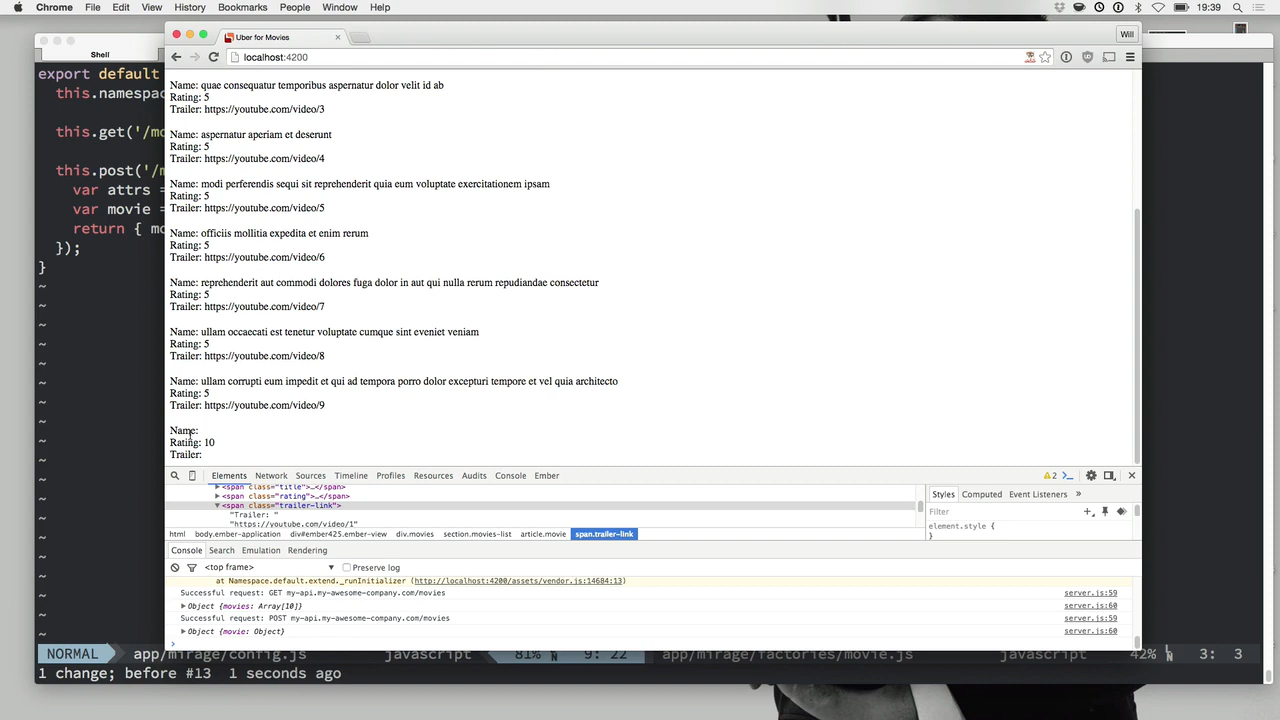 Chrome File Edit View History Bookmarks People Window Help 19:39
Shell
Uber for Movies
Will
localhost:4200
export default
this.namespac
this.get('/mo
this.post('/m
var attrs =
var movie =
return { mo
});
}
~
Name: quae consequatur temporibus aspernatur dolor velit id ab
Rating: 5
Trailer: https://youtube.com/video/3
Name: aspernatur aperiam et deserunt
Rating: 5
Trailer: https://youtube.com/video/4
Name: modi perferendis sequi sit reprehenderit quia eum voluptate exercitationem ipsam
Rating: 5
Trailer: https://youtube.com/video/5
Name: officiis mollitia expedita et enim rerum
Rating: 5
Trailer: https://youtube.com/video/6
Name: reprehenderit aut commodi dolores fuga dolor in aut qui nulla rerum repudiandae consectetur
Rating: 5
Trailer: https://youtube.com/video/7
Name: ullam occaecati est tenetur voluptate cumque sint eveniet veniam
Rating: 5
Trailer: https://youtube.com/video/8
Name: ullam corrupti eum impedit et qui ad tempora porro dolor excepturi tempore et vel quia architecto
Rating: 5
Trailer: https://youtube.com/video/9
Name:
Rating: 10
Trailer:
Elements Network Sources Timeline Profiles Resources Audits Console Ember 2
<span class="title">…</span>
<span class="rating">…</span>
<span class="trailer-link">
"Trailer: "
"https://youtube.com/video/1"
html body.ember-application div#ember425.ember-view div.movies section.movies-list article.movie span.trailer-link
Styles Computed Event Listeners »
Filter
element.style {
}
Console Search Emulation Rendering
<top frame> Preserve log
at Namespace.default.extend._runInitializer (http://localhost:4200/assets/vendor.js:14684:13)
Successful request: GET my-api.my-awesome-company.com/movies server.js:59
Object {movies: Array[10]} server.js:60
Successful request: POST my-api.my-awesome-company.com/movies server.js:59
Object {movie: Object} server.js:60
NORMAL app/mirage/config.js javascript 81% 9: 22 app/mirage/factories/movie.js javascript 42% 3: 3
1 change; before #13 1 seconds ago